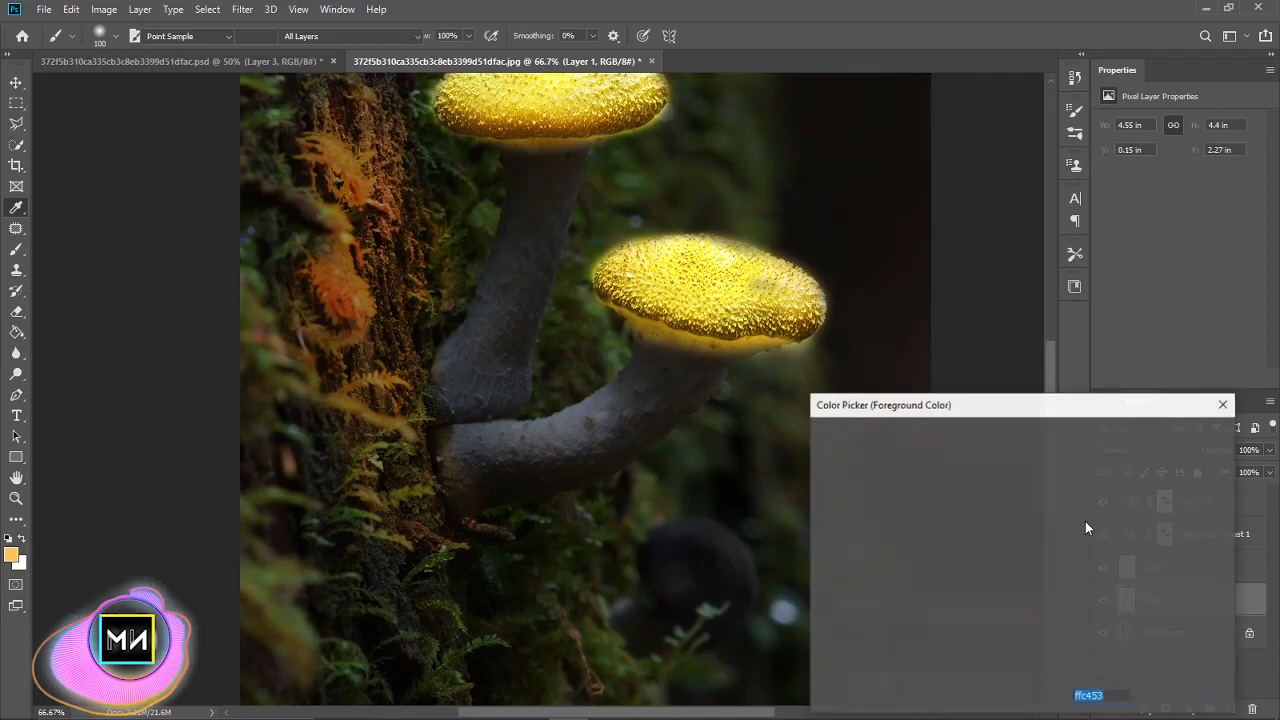 Ps File Edit Image Layer Type Select Filter 3D View Window Help
100 Point Sample All Layers 100% Smoothing: 0%
372f5b310ca335cb3c8eb3399d51dfac.psd @ 50% (Layer 3, RGB/8#) * × 372f5b310ca335cb3c8eb3399d51dfac.jpg @ 66.7% (Layer 1, RGB/8#) * ×
Properties
Pixel Layer Properties
W: 4.55 in H: 4.4 in
X: 0.15 in Y: 2.27 in
Color Picker (Foreground Color)
100%
100%
ffc453
66.67%